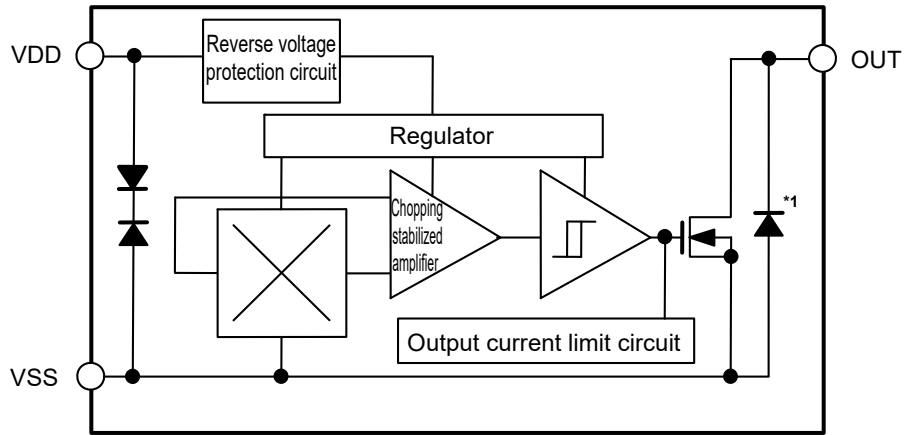 VDD
Reverse voltage
protection circuit
OUT
Regulator
Chopping
stabilized
amplifier
*1
Output current limit circuit
VSS